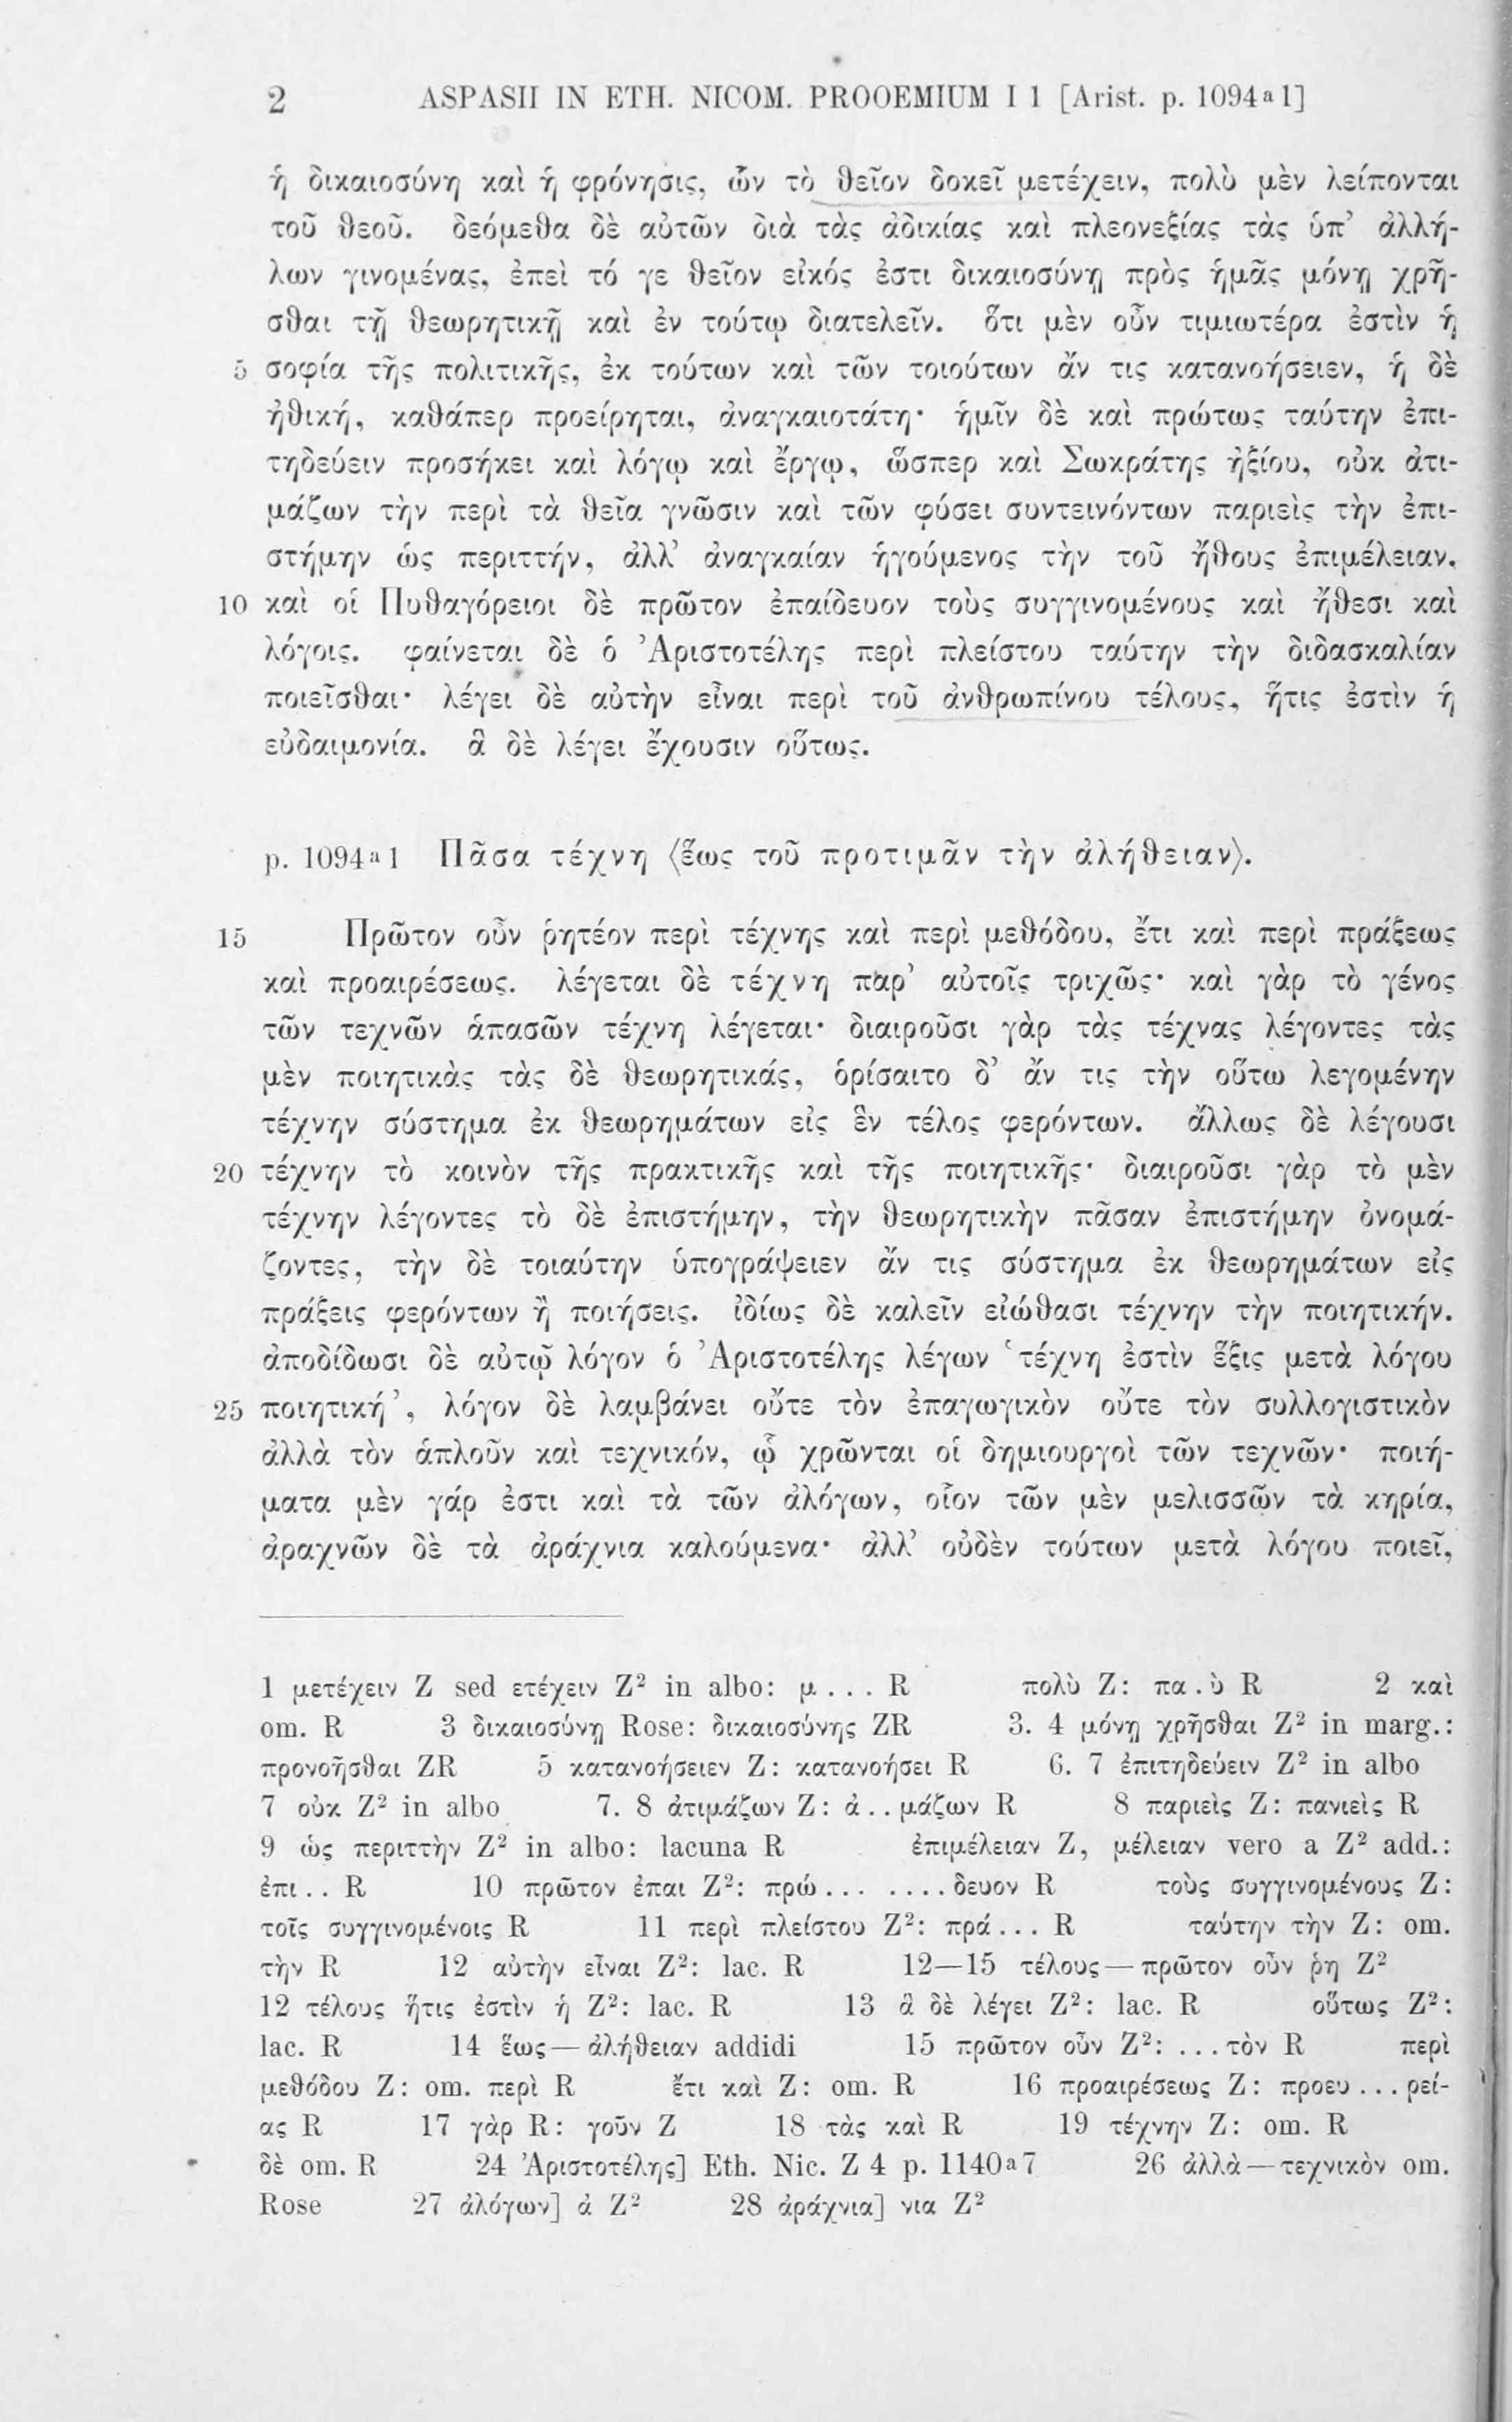 2 ASPASII IN ETH. NICOM. PROOEMIUM I 1 [Arist. p. 1094ᵃ1]
ἡ δικαιοσύνη καὶ ἡ φρόνησις, ὧν τὸ θεῖον δοκεῖ μετέχειν, πολὺ μὲν λείπονται
τοῦ θεοῦ. δεόμεθα δὲ αὐτῶν διὰ τὰς ἀδικίας καὶ πλεονεξίας τὰς ὑπ’ ἀλλή-
λων γινομένας, ἐπεὶ τό γε θεῖον εἰκός ἐστι δικαιοσύνῃ πρὸς ἡμᾶς μόνῃ χρῆ-
σθαι τῇ θεωρητικῇ καὶ ἐν τούτῳ διατελεῖν. ὅτι μὲν οὖν τιμιωτέρα ἐστὶν ἡ
5 σοφία τῆς πολιτικῆς, ἐκ τούτων καὶ τῶν τοιούτων ἄν τις κατανοήσειεν, ἡ δὲ
ἠθική, καθάπερ προείρηται, ἀναγκαιοτάτη· ἡμῖν δὲ καὶ πρώτως ταύτην ἐπι-
τηδεύειν προσήκει καὶ λόγῳ καὶ ἔργῳ, ὥσπερ καὶ Σωκράτης ἠξίου, οὐκ ἀτι-
μάζων τὴν περὶ τὰ θεῖα γνῶσιν καὶ τῶν φύσει συντεινόντων παριεὶς τὴν ἐπι-
στήμην ὡς περιττήν, ἀλλ’ ἀναγκαίαν ἡγούμενος τὴν τοῦ ἤθους ἐπιμέλειαν.
10 καὶ οἱ Πυθαγόρειοι δὲ πρῶτον ἐπαίδευον τοὺς συγγινομένους καὶ ἤθεσι καὶ
λόγοις. φαίνεται δὲ ὁ Ἀριστοτέλης περὶ πλείστου ταύτην τὴν διδασκαλίαν
ποιεῖσθαι· λέγει δὲ αὐτὴν εἶναι περὶ τοῦ ἀνθρωπίνου τέλους, ἥτις ἐστὶν ἡ
εὐδαιμονία. ἃ δὲ λέγει ἔχουσιν οὕτως.
p. 1094ᵃ1 Πᾶσα τέχνη ⟨ἕως τοῦ προτιμᾶν τὴν ἀλήθειαν⟩.
15 Πρῶτον οὖν ῥητέον περὶ τέχνης καὶ περὶ μεθόδου, ἔτι καὶ περὶ πράξεως
καὶ προαιρέσεως. λέγεται δὲ τέχνη παρ’ αὐτοῖς τριχῶς· καὶ γὰρ τὸ γένος
τῶν τεχνῶν ἁπασῶν τέχνη λέγεται· διαιροῦσι γὰρ τὰς τέχνας λέγοντες τὰς
μὲν ποιητικὰς τὰς δὲ θεωρητικάς, ὁρίσαιτο δ’ ἄν τις τὴν οὕτω λεγομένην
τέχνην σύστημα ἐκ θεωρημάτων εἰς ἓν τέλος φερόντων. ἄλλως δὲ λέγουσι
20 τέχνην τὸ κοινὸν τῆς πρακτικῆς καὶ τῆς ποιητικῆς· διαιροῦσι γὰρ τὸ μὲν
τέχνην λέγοντες τὸ δὲ ἐπιστήμην, τὴν θεωρητικὴν πᾶσαν ἐπιστήμην ὀνομά-
ζοντες, τὴν δὲ τοιαύτην ὑπογράψειεν ἄν τις σύστημα ἐκ θεωρημάτων εἰς
πράξεις φερόντων ἢ ποιήσεις. ἰδίως δὲ καλεῖν εἰώθασι τέχνην τὴν ποιητικήν.
ἀποδίδωσι δὲ αὐτῷ λόγον ὁ Ἀριστοτέλης λέγων ‘τέχνη ἐστὶν ἕξις μετὰ λόγου
25 ποιητική’, λόγον δὲ λαμβάνει οὔτε τὸν ἐπαγωγικὸν οὔτε τὸν συλλογιστικὸν
ἀλλὰ τὸν ἁπλοῦν καὶ τεχνικόν, ᾧ χρῶνται οἱ δημιουργοὶ τῶν τεχνῶν· ποιή-
ματα μὲν γάρ ἐστι καὶ τὰ τῶν ἀλόγων, οἷον τῶν μὲν μελισσῶν τὰ κηρία,
ἀραχνῶν δὲ τὰ ἀράχνια καλούμενα· ἀλλ’ οὐδὲν τούτων μετὰ λόγου ποιεῖ,
1 μετέχειν Z sed ετέχειν Z² in albo: μ... R πολὺ Z: πα.ὺ R 2 καὶ
om. R 3 δικαιοσύνῃ Rose: δικαιοσύνης ZR 3. 4 μόνῃ χρῆσθαι Z² in marg.:
προνοῆσθαι ZR 5 κατανοήσειεν Z: κατανοήσει R 6. 7 ἐπιτηδεύειν Z² in albo
7 οὐκ Z² in albo 7. 8 ἀτιμάζων Z: ἀ..μάζων R 8 παριεὶς Z: πανιεὶς R
9 ὡς περιττὴν Z² in albo: lacuna R ἐπιμέλειαν Z, μέλειαν vero a Z² add.:
ἐπι.. R 10 πρῶτον ἐπαι Z²: πρώ... ....δευον R τοὺς συγγινομένους Z:
τοῖς συγγινομένοις R 11 περὶ πλείστου Z²: πρά... R ταύτην τὴν Z: om.
τὴν R 12 αὐτὴν εἶναι Z²: lac. R 12—15 τέλους—πρῶτον οὖν ῥη Z²
12 τέλους ἥτις ἐστὶν ἡ Z²: lac. R 13 ἃ δὲ λέγει Z²: lac. R οὕτως Z²:
lac. R 14 ἕως—ἀλήθειαν addidi 15 πρῶτον οὖν Z²: ...τὸν R περὶ
μεθόδου Z: om. περὶ R ἔτι καὶ Z: om. R 16 προαιρέσεως Z: προευ...ρεί-
ας R 17 γὰρ R: γοῦν Z 18 τὰς καὶ R 19 τέχνην Z: om. R
δὲ om. R 24 Ἀριστοτέλης] Eth. Nic. Z 4 p. 1140ᵃ7 26 ἀλλὰ—τεχνικὸν om.
Rose 27 ἀλόγων] ἀ Z² 28 ἀράχνια] νια Z²